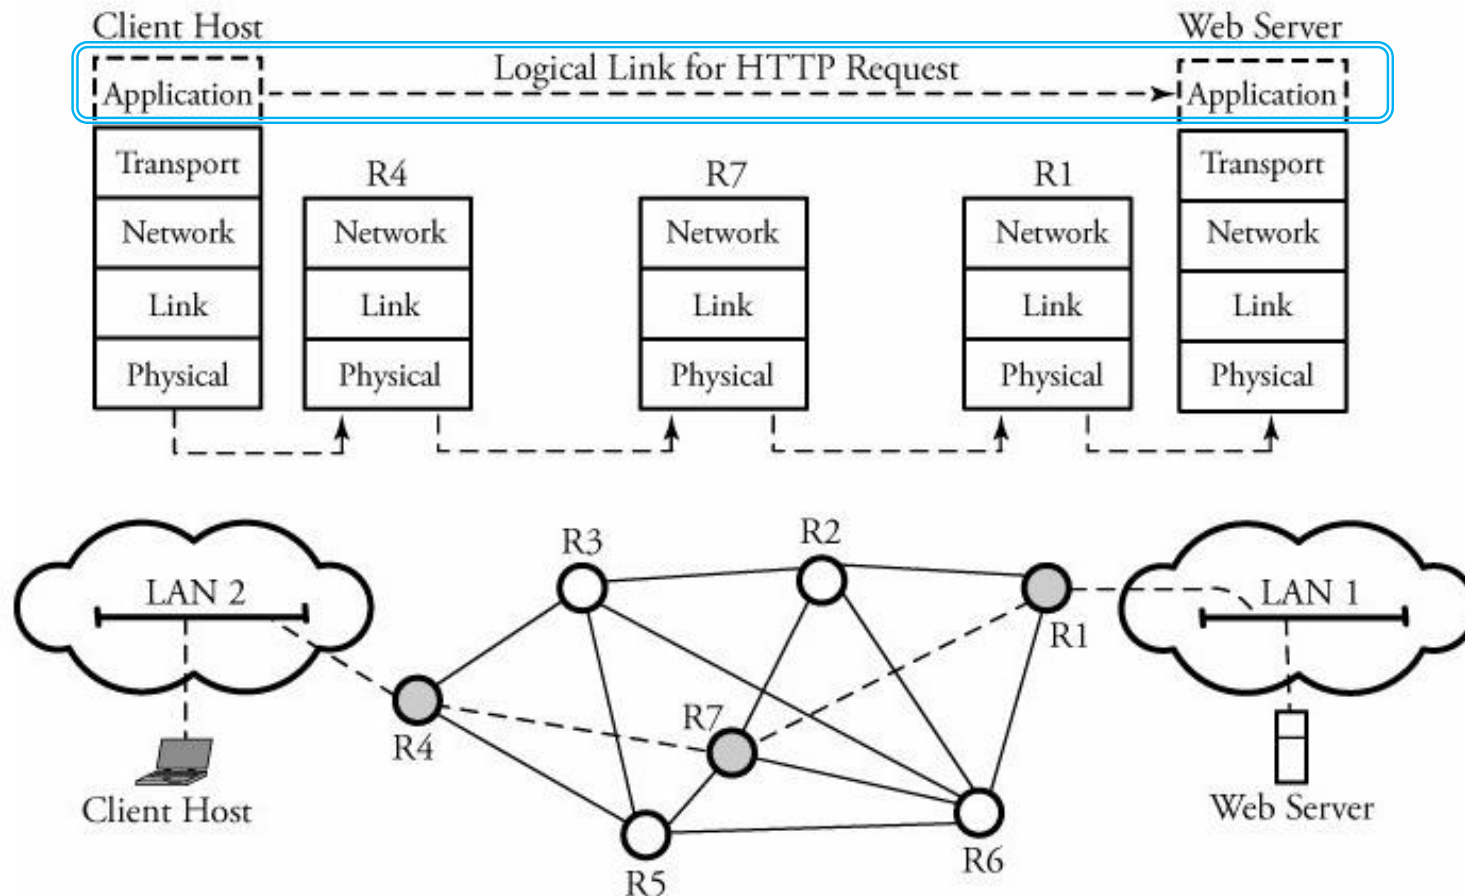 Client Host
Web Server
Logical Link for HTTP Request
Application
Application
Transport
Network
Link
Physical
R4
Network
Link
Physical
R7
Network
Link
Physical
R1
Network
Link
Physical
Transport
Network
Link
Physical
LAN 2
Client Host
R3
R2
R1
R4
R7
R5
R6
LAN 1
Web Server